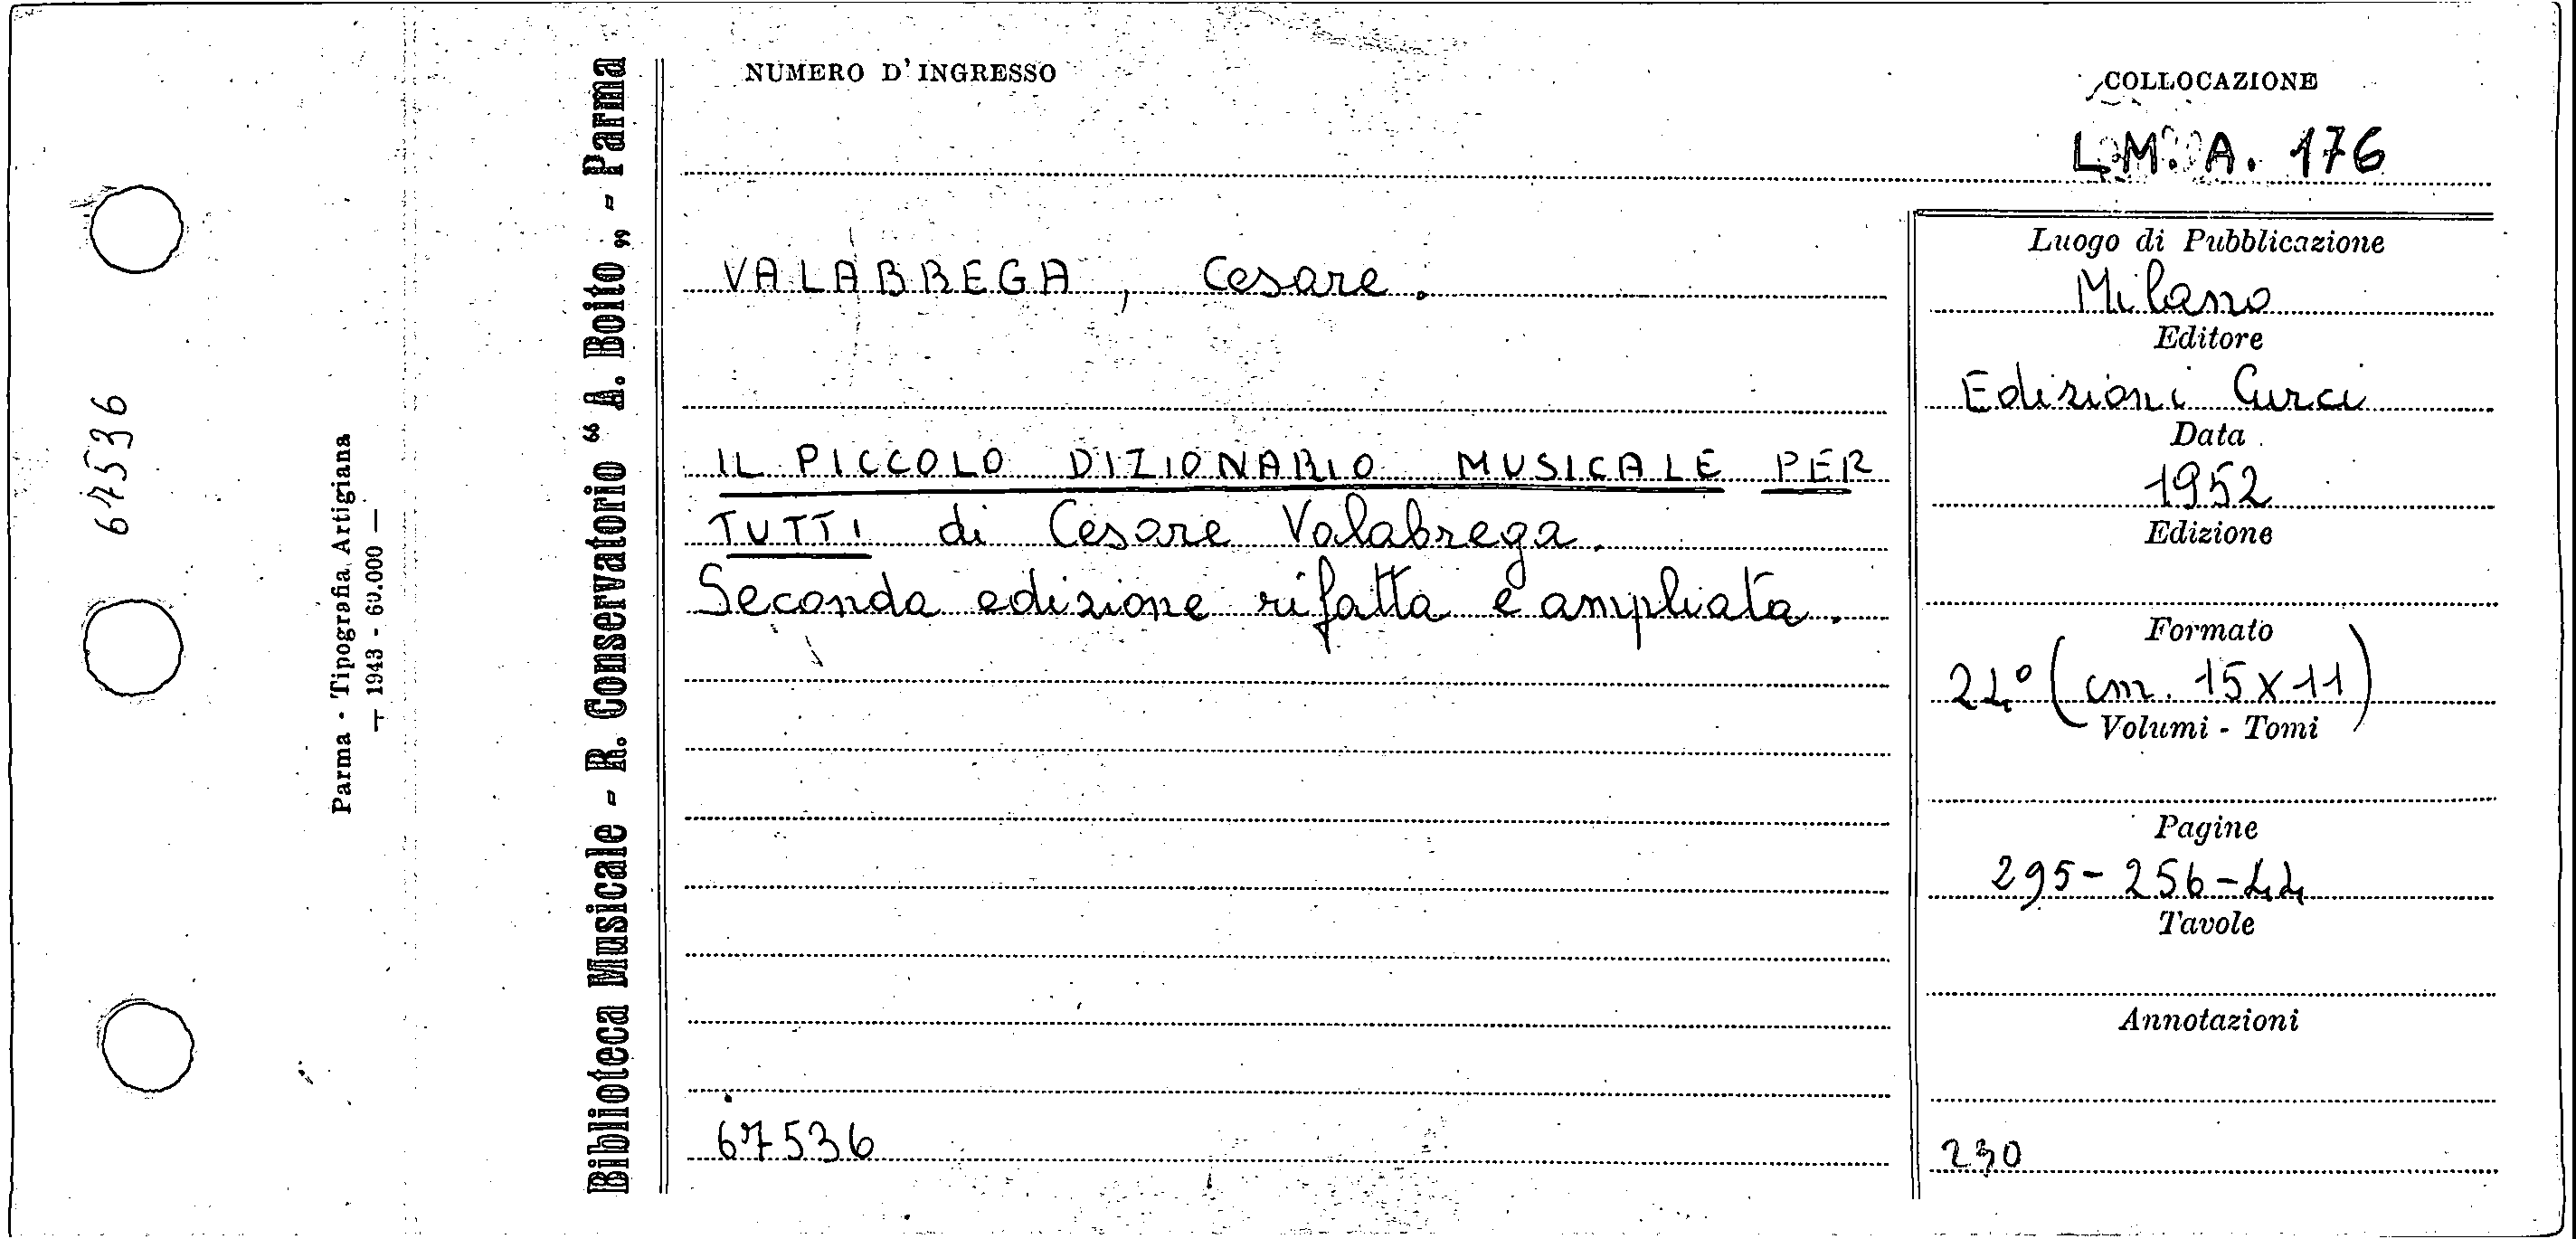 NUMERO D'INGRESSO
COLLOCAZIONE
L.M. A. 176
VALABREGA, Cesare.
IL PICCOLO DIZIONARIO MUSICALE PER
TUTTI di Cesare Valabrega.
Seconda edizione rifatta e ampliata.
67536
Luogo di Pubblicazione
Milano
Editore
Edizioni Curci
Data
1952
Edizione
Formato
24° (cm. 15x11)
Volumi - Tomi
Pagine
295-256-44
Tavole
Annotazioni
230
Biblioteca Musicale - R. Conservatorio “A. Boito„ - Parma
Parma - Tipografia Artigiana
— 1943 - 60.000 —
67536